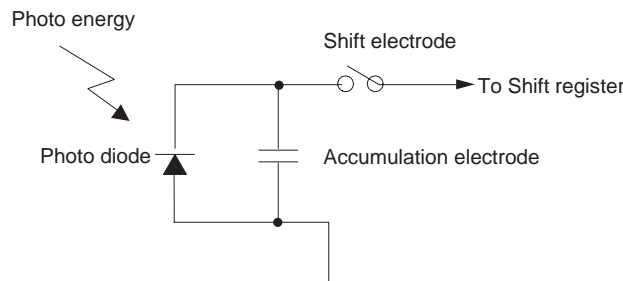 Photo energy
Shift electrode
To Shift register
Photo diode
Accumulation electrode